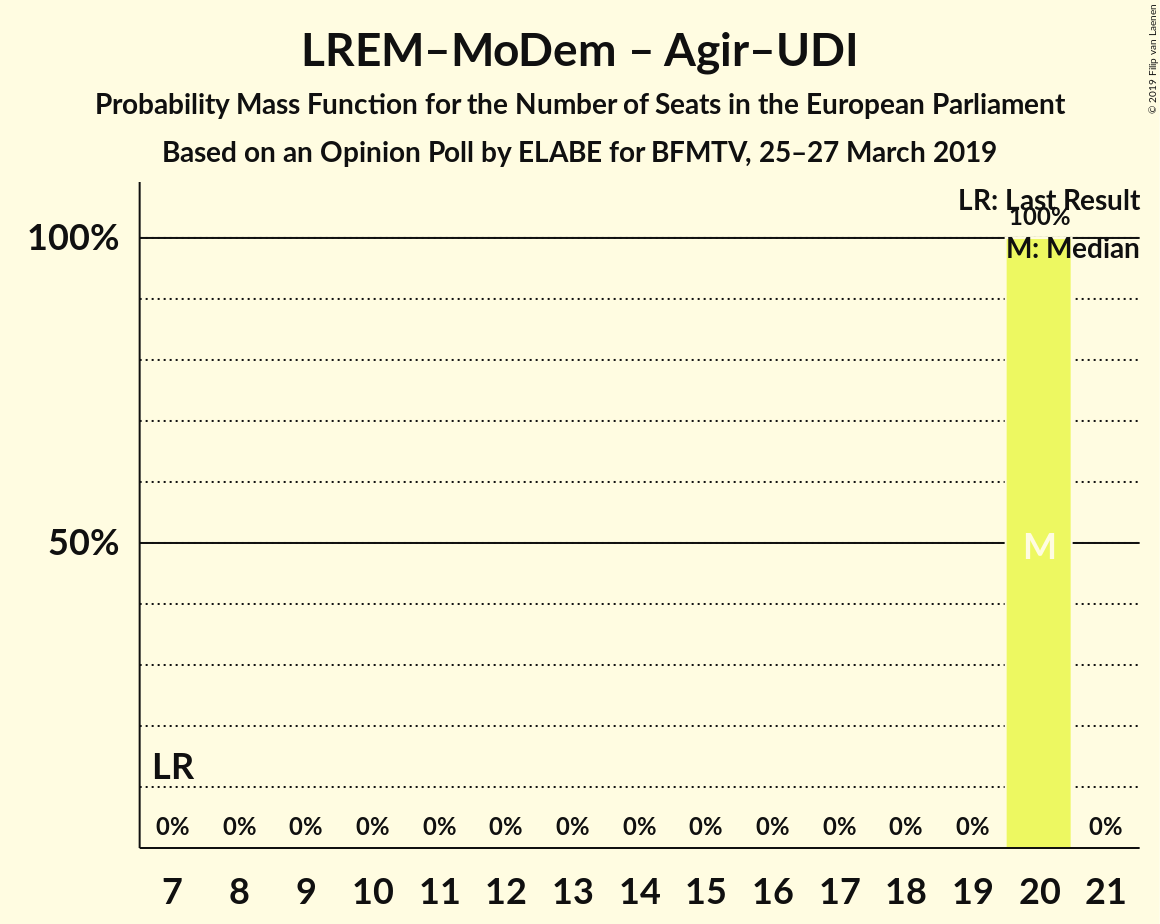 LREM–MoDem – Agir–UDI
Probability Mass Function for the Number of Seats in the European Parliament
Based on an Opinion Poll by ELABE for BFMTV, 25–27 March 2019
© 2019 Filip van Laenen
LR: Last Result
100%
100%
M: Median
50%
M
LR
0% 0% 0% 0% 0% 0% 0% 0% 0% 0% 0% 0% 0% 0%
7 8 9 10 11 12 13 14 15 16 17 18 19 20 21